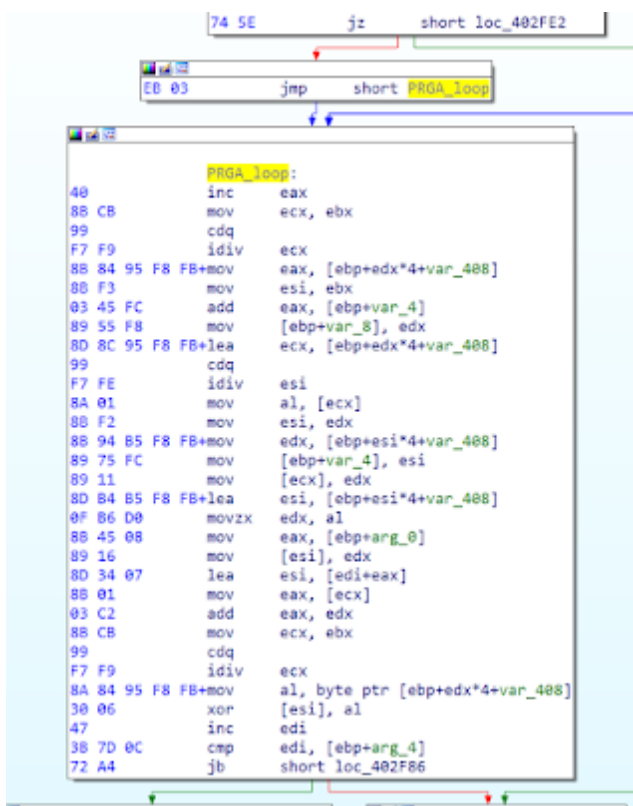 74 5E jz short loc_402FE2
EB 03 jmp short PRGA_loop
PRGA_loop:
40 inc eax
8B CB mov ecx, ebx
99 cdq
F7 F9 idiv ecx
8B 84 95 F8 FB+mov eax, [ebp+edx*4+var_408]
8B F3 mov esi, ebx
03 45 FC add eax, [ebp+var_4]
89 55 F8 mov [ebp+var_8], edx
8D 8C 95 F8 FB+lea ecx, [ebp+edx*4+var_408]
99 cdq
F7 FE idiv esi
8A 01 mov al, [ecx]
8B F2 mov esi, edx
8B 94 B5 F8 FB+mov edx, [ebp+esi*4+var_408]
89 75 FC mov [ebp+var_4], esi
89 11 mov [ecx], edx
8D B4 B5 F8 FB+lea esi, [ebp+esi*4+var_408]
0F B6 D0 movzx edx, al
8B 45 08 mov eax, [ebp+arg_0]
89 16 mov [esi], edx
8D 34 07 lea esi, [edi+eax]
8B 01 mov eax, [ecx]
03 C2 add eax, edx
8B CB mov ecx, ebx
99 cdq
F7 F9 idiv ecx
8A 84 95 F8 FB+mov al, byte ptr [ebp+edx*4+var_408]
30 06 xor [esi], al
47 inc edi
3B 7D 0C cmp edi, [ebp+arg_4]
72 A4 jb short loc_402F86